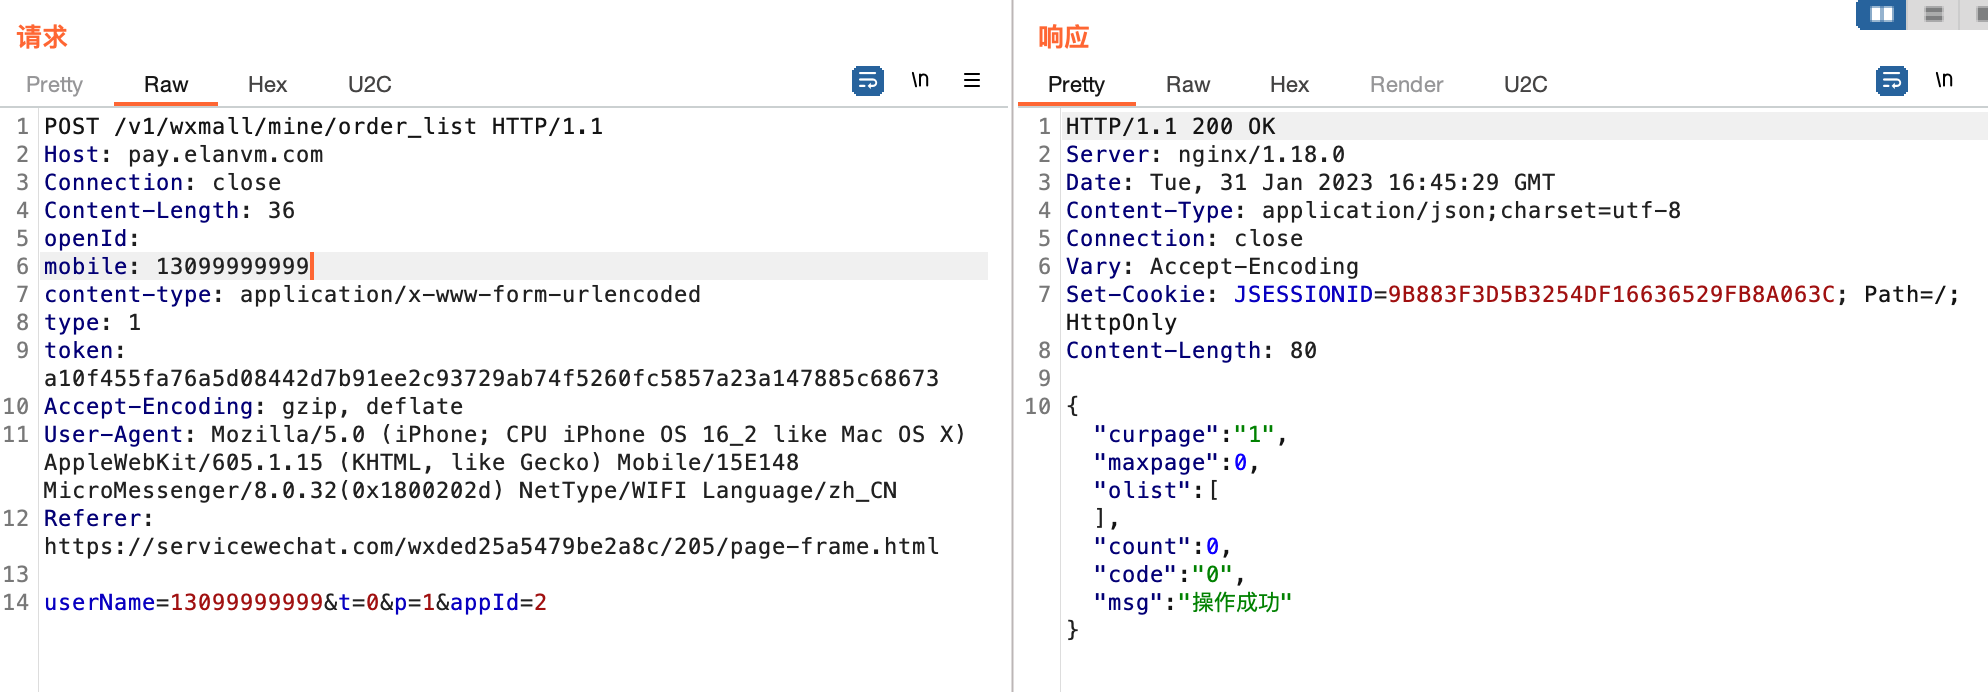 请求
Pretty Raw Hex U2C \n
1 POST /v1/wxmall/mine/order_list HTTP/1.1
2 Host: pay.elanvm.com
3 Connection: close
4 Content-Length: 36
5 openId:
6 mobile: 13099999999
7 content-type: application/x-www-form-urlencoded
8 type: 1
9 token:
a10f455fa76a5d08442d7b91ee2c93729ab74f5260fc5857a23a147885c68673
10 Accept-Encoding: gzip, deflate
11 User-Agent: Mozilla/5.0 (iPhone; CPU iPhone OS 16_2 like Mac OS X)
AppleWebKit/605.1.15 (KHTML, like Gecko) Mobile/15E148
MicroMessenger/8.0.32(0x1800202d) NetType/WIFI Language/zh_CN
12 Referer:
https://servicewechat.com/wxded25a5479be2a8c/205/page-frame.html
13
14 userName=13099999999&t=0&p=1&appId=2
响应
Pretty Raw Hex Render U2C \n
1 HTTP/1.1 200 OK
2 Server: nginx/1.18.0
3 Date: Tue, 31 Jan 2023 16:45:29 GMT
4 Content-Type: application/json;charset=utf-8
5 Connection: close
6 Vary: Accept-Encoding
7 Set-Cookie: JSESSIONID=9B883F3D5B3254DF16636529FB8A063C; Path=/;
HttpOnly
8 Content-Length: 80
9
10 {
"curpage":"1",
"maxpage":0,
"olist":[
],
"count":0,
"code":"0",
"msg":"操作成功"
}